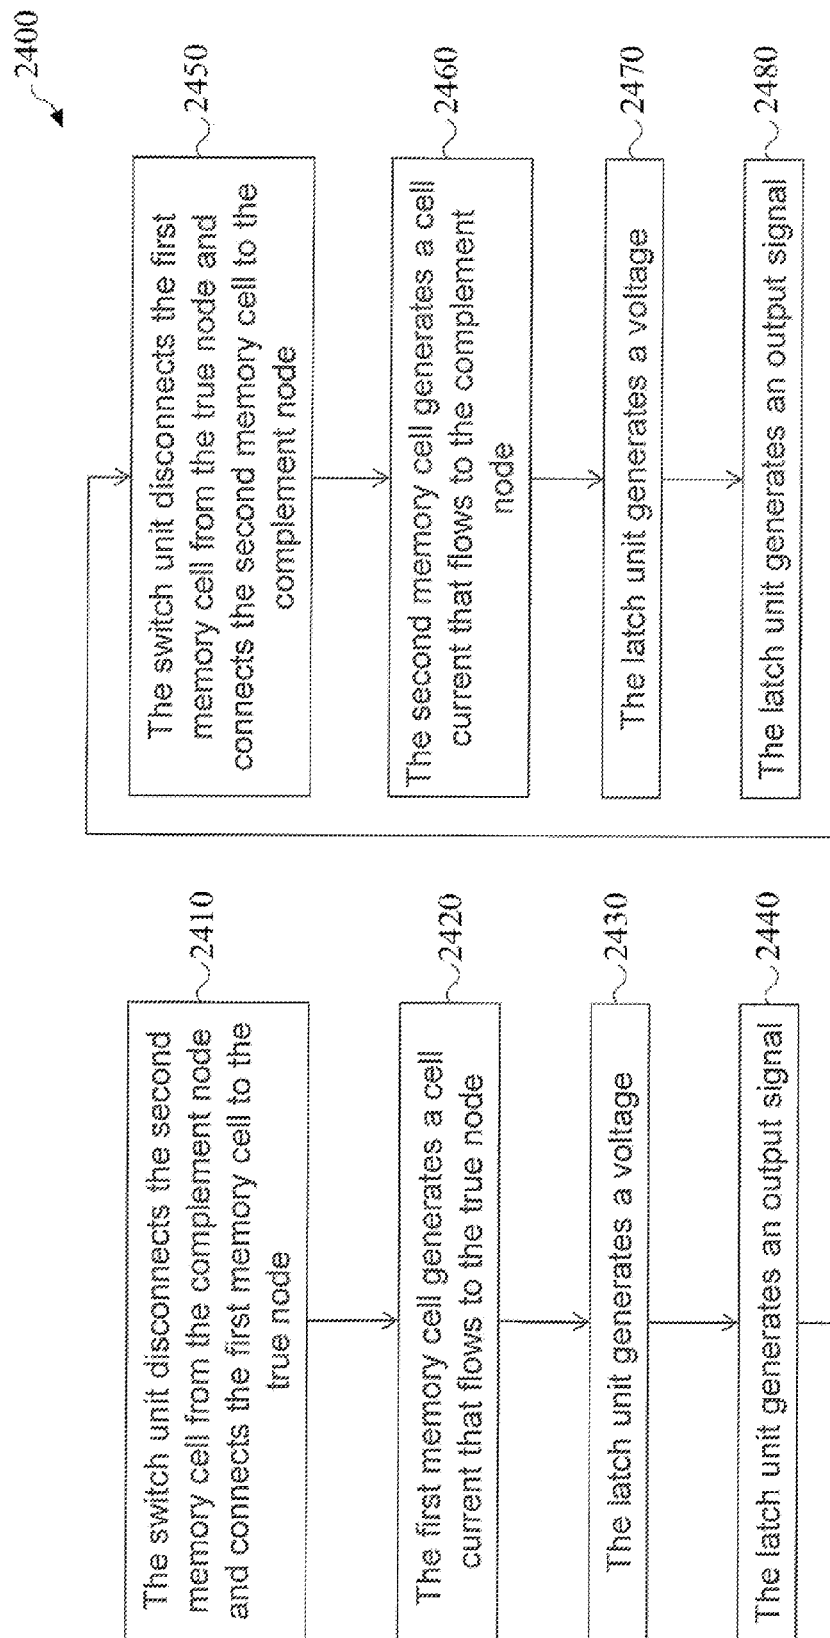 2400
The switch unit disconnects the second
memory cell from the complement node
and connects the first memory cell to the
true node
2410
The first memory cell generates a cell
current that flows to the true node
2420
The latch unit generates a voltage
2430
The latch unit generates an output signal
2440
The switch unit disconnects the first
memory cell from the true node and
connects the second memory cell to the
complement node
2450
The second memory cell generates a cell
current that flows to the complement
node
2460
The latch unit generates a voltage
2470
The latch unit generates an output signal
2480